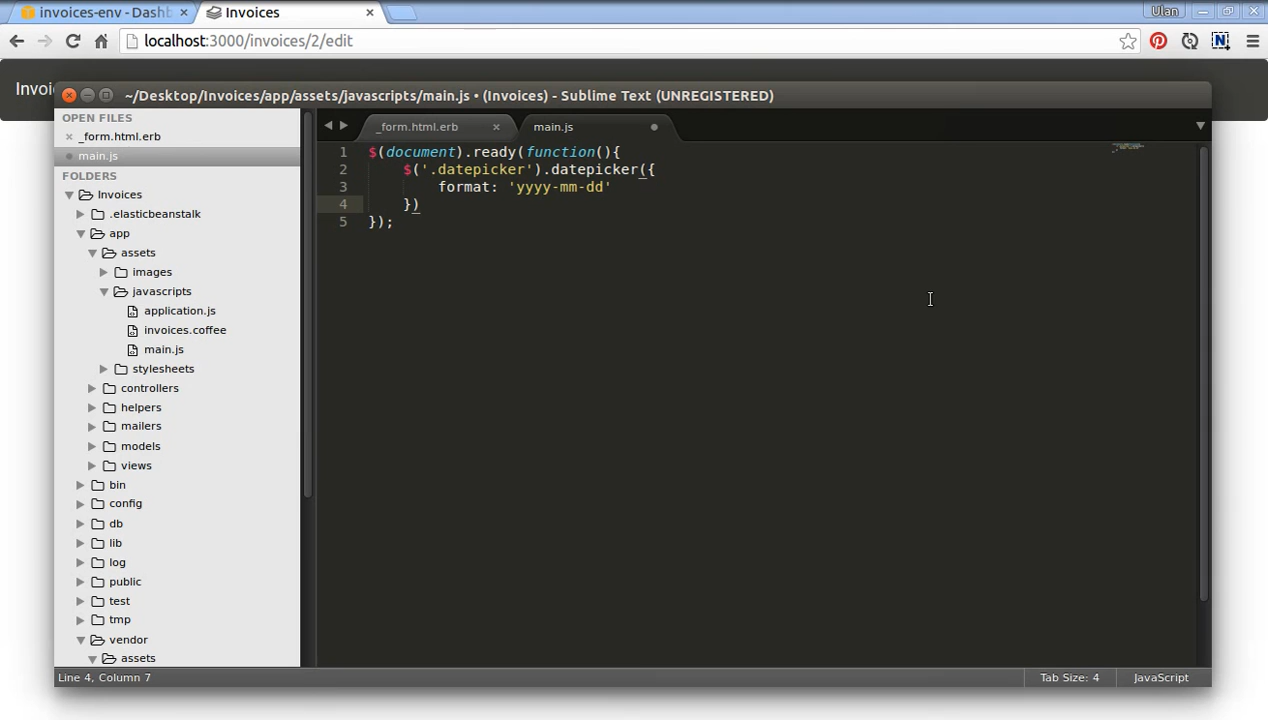 invoices-env - Dashb
Invoices
Ulan
localhost:3000/invoices/2/edit
Invoic
~/Desktop/Invoices/app/assets/javascripts/main.js • (Invoices) - Sublime Text (UNREGISTERED)
OPEN FILES
_form.html.erb
main.js
FOLDERS
Invoices
.elasticbeanstalk
app
assets
images
javascripts
application.js
invoices.coffee
main.js
stylesheets
controllers
helpers
mailers
models
views
bin
config
db
lib
log
public
test
tmp
vendor
assets
_form.html.erb
main.js
1 $(document).ready(function(){
2 $('.datepicker').datepicker({
3 format: 'yyyy-mm-dd'
4 })
5 });
Line 4, Column 7
Tab Size: 4
JavaScript